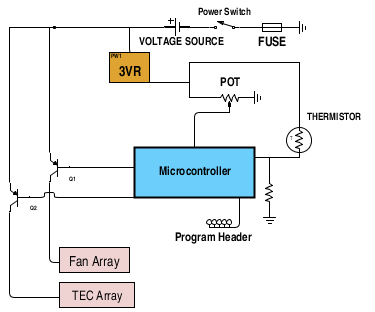 Power Switch
+
VOLTAGE SOURCE
FUSE
PW1
3VR
POT
THERMISTOR
T
Microcontroller
Q1
Q2
Program Header
Fan Array
TEC Array